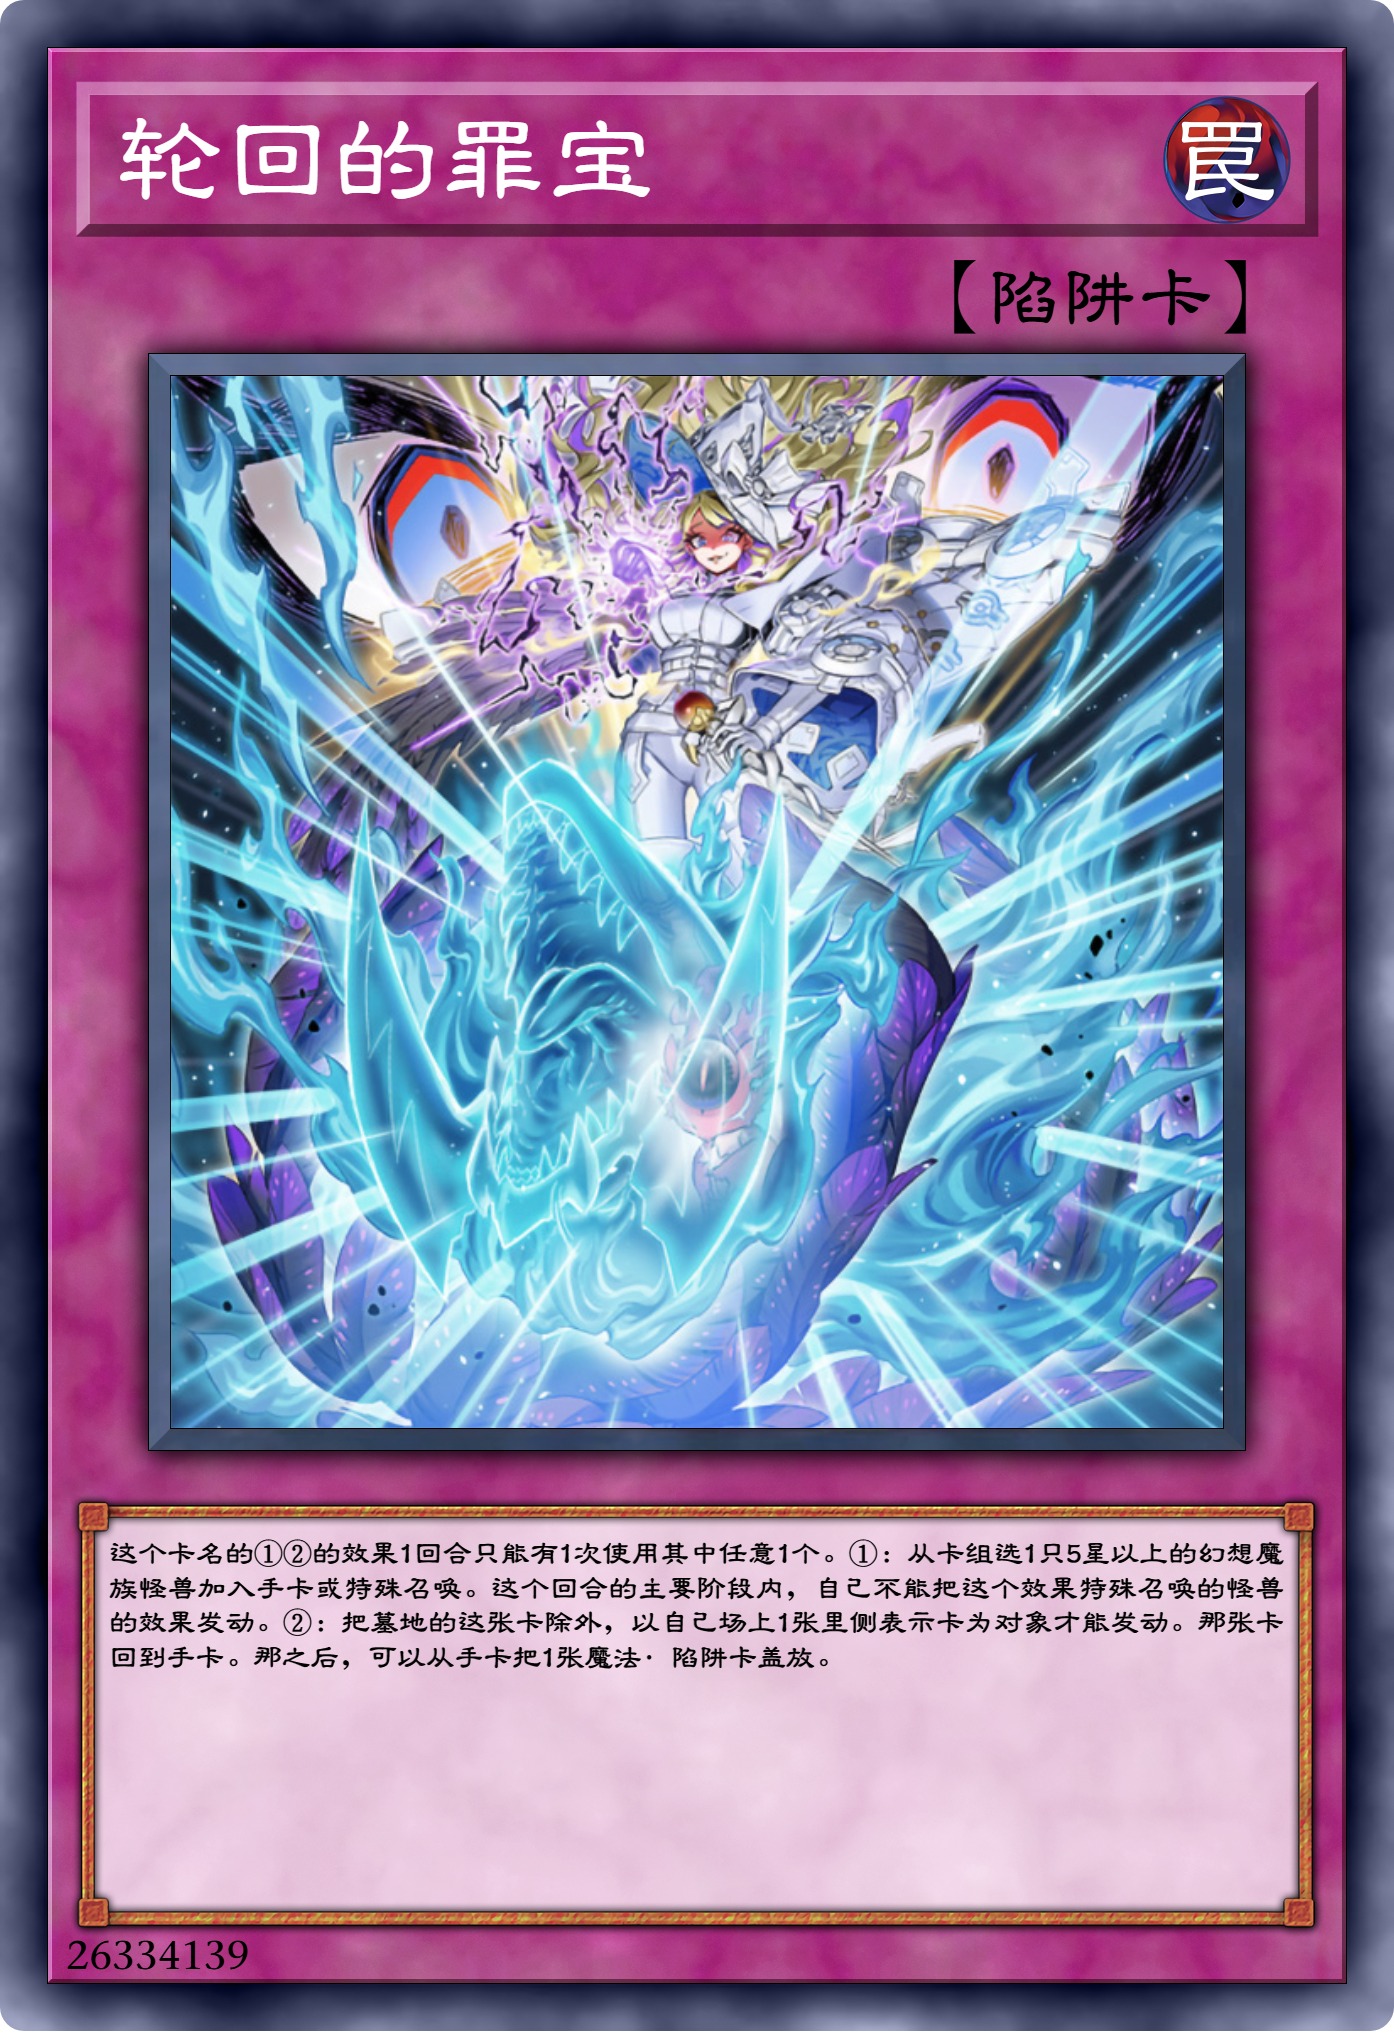 轮回的罪宝
罠
【陷阱卡】
这个卡名的①②的效果1回合只能有1次使用其中任意1个。①：从卡组选1只5星以上的幻想魔
族怪兽加入手卡或特殊召唤。这个回合的主要阶段内，自己不能把这个效果特殊召唤的怪兽
的效果发动。②：把墓地的这张卡除外，以自己场上1张里侧表示卡为对象才能发动。那张卡
回到手卡。那之后，可以从手卡把1张魔法·陷阱卡盖放。
26334139